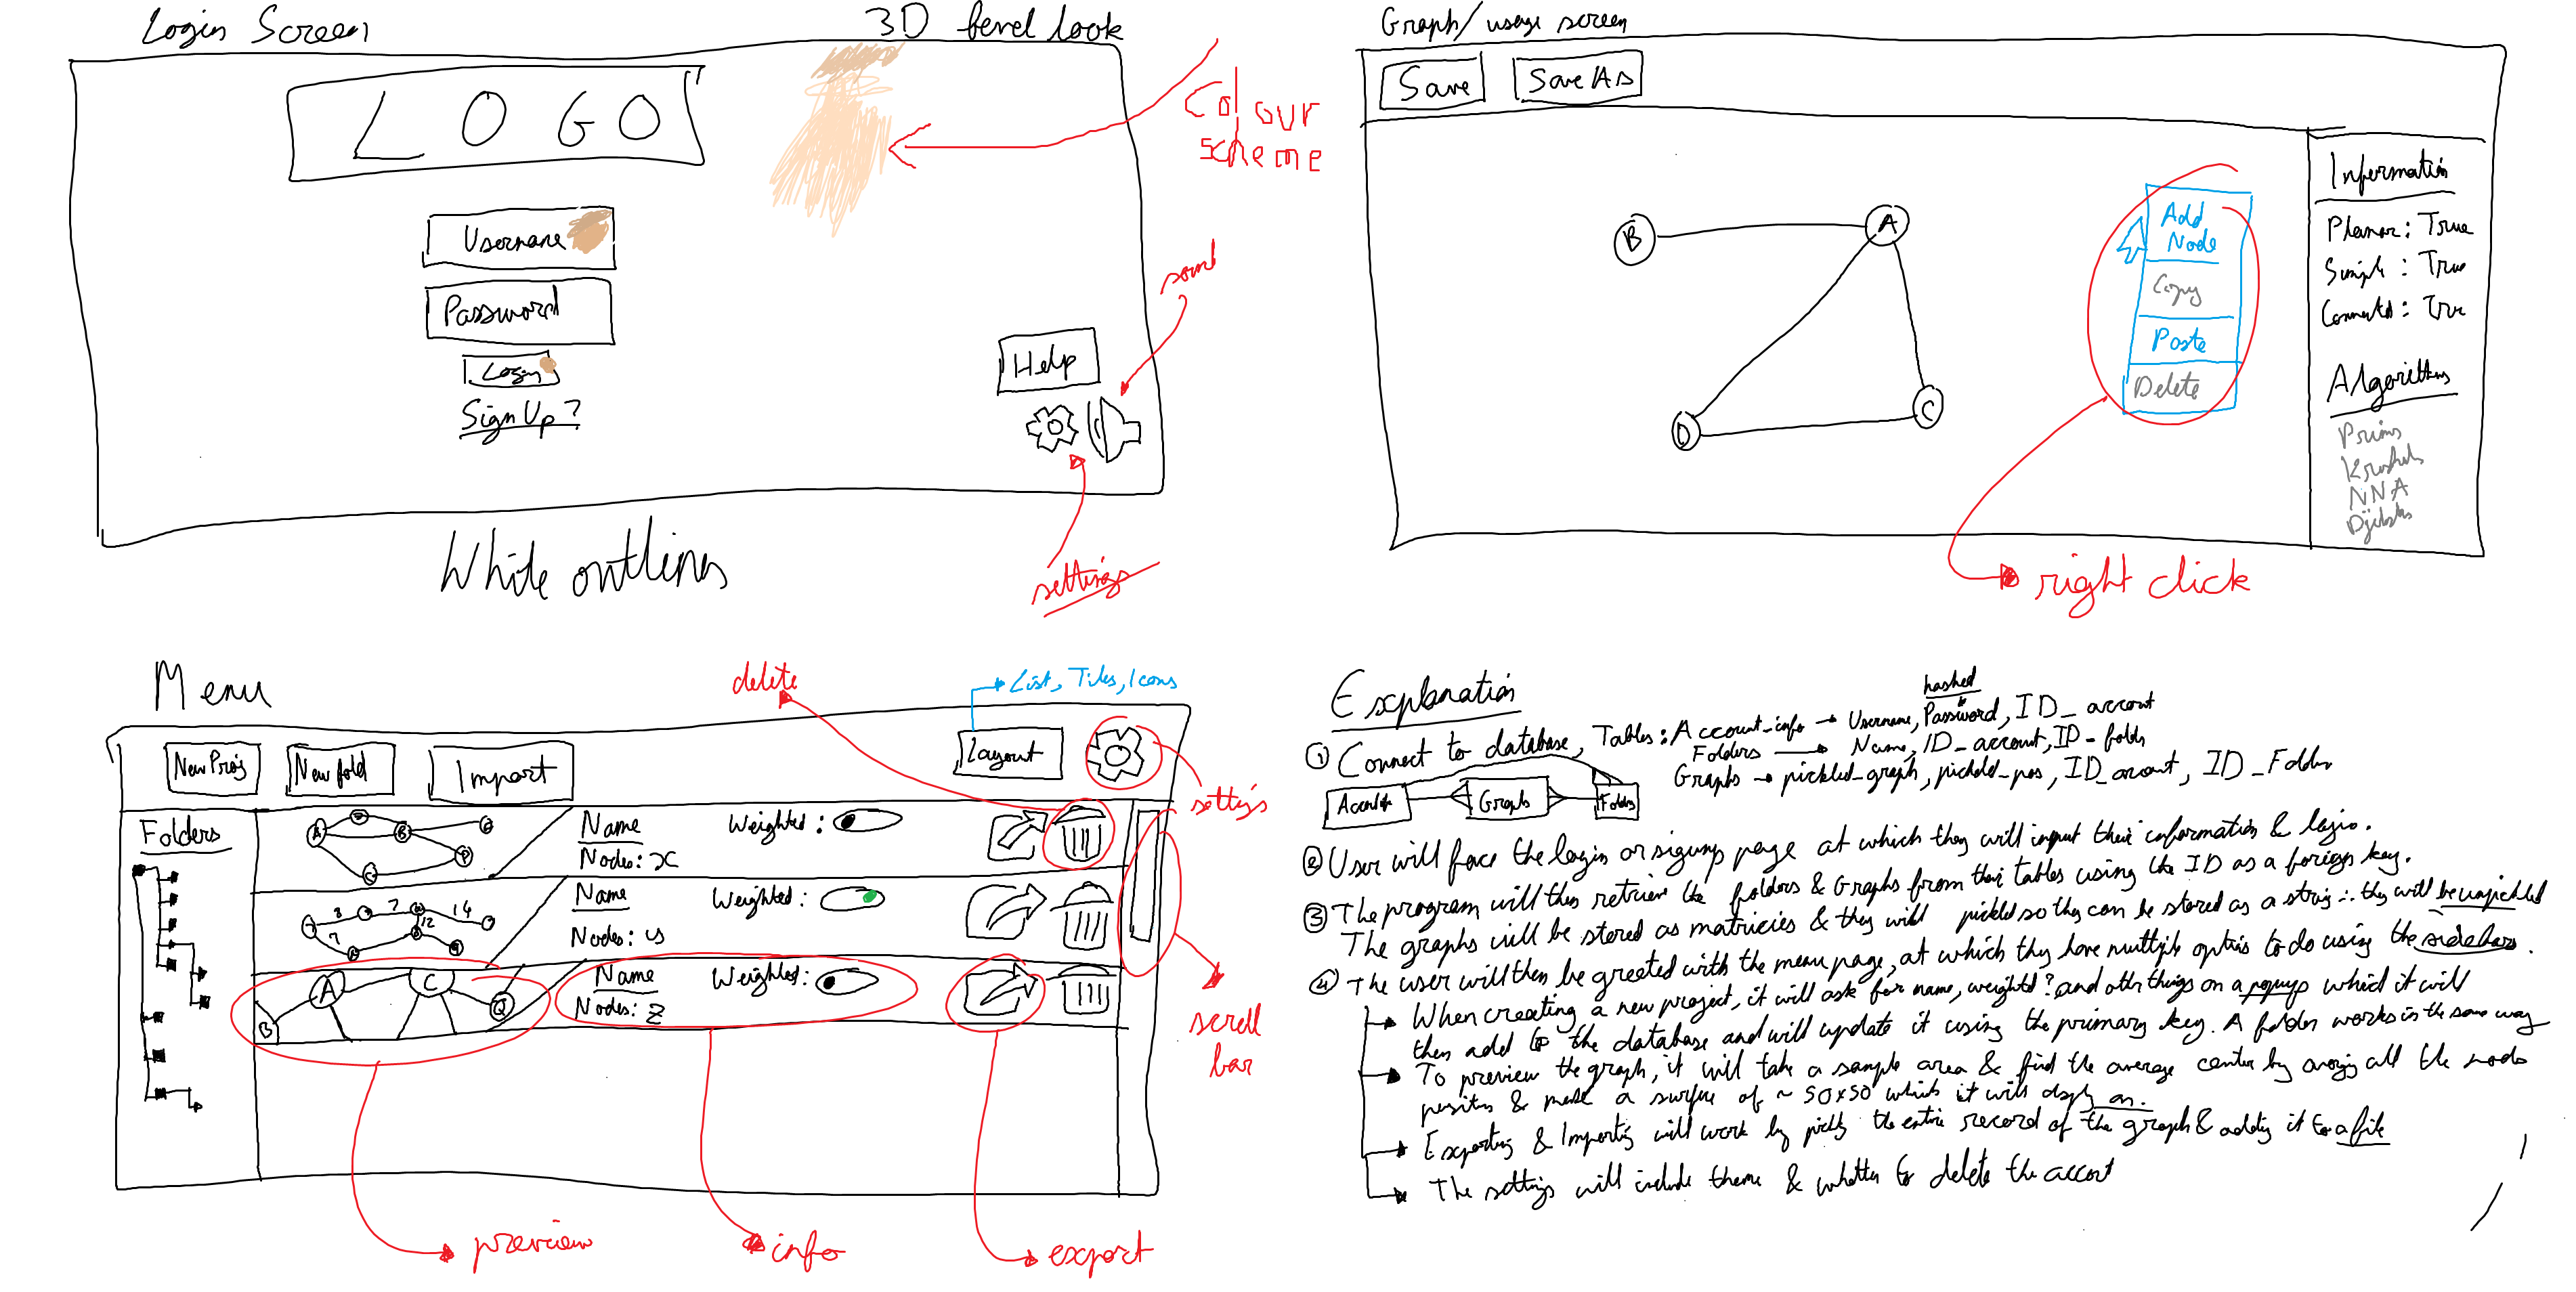 Login Screen
3D bevel look
LOGO
Colour
scheme
Username
Password
Login
Sign Up?
Help
sound
settings
White outlines
Graph/usage screen
Save
Save As
B
A
D
C
Add
Node
Copy
Paste
Delete
right click
Information
Planar: True
Simple: True
Connected: True
Algorithms
Prims
NNA
Menu
delete
List, Tiles, Icons
New Proj
New fold
Import
Layout
settings
Folders
Name
Weighted:
Nodes: x
Name
Weighted:
Nodes: y
3 7 14
7 12
Name
Weighted:
Nodes: z
A C
B Q
scroll
bar
preview
info
export
Explanation
hashed
① Connect to database, Tables: Account_info → Username, Password, ID_account
Folders → Name, ID_account, ID_folder
Graphs → pickled_graph, pickled_pos, ID_account, ID_Folder
Graph
② User will face the login or signup page at which they will input their information & login.
The program will then retrieve the folders & Graphs from their tables using the ID as a foreign key.
③ The graphs will be stored as matricies & they will pickled so they can be stored as a string ∴ they will be unpickled
④ The user will then be greeted with the menu page, at which they have multiple options to do using the sidebars.
When creating a new project, it will ask for name, weighted? and other things on a popup which it will
then add to the database and will update it using the primary key. A folder works in the same way
To preview the graph, it will take a sample area & find the average center by all the node
positions & make a surface of ~ 50x50 which it will display on.
Exporting & Importing will work by the entire record of the graph & adding it to a file
The settings will include theme & whether to delete the account